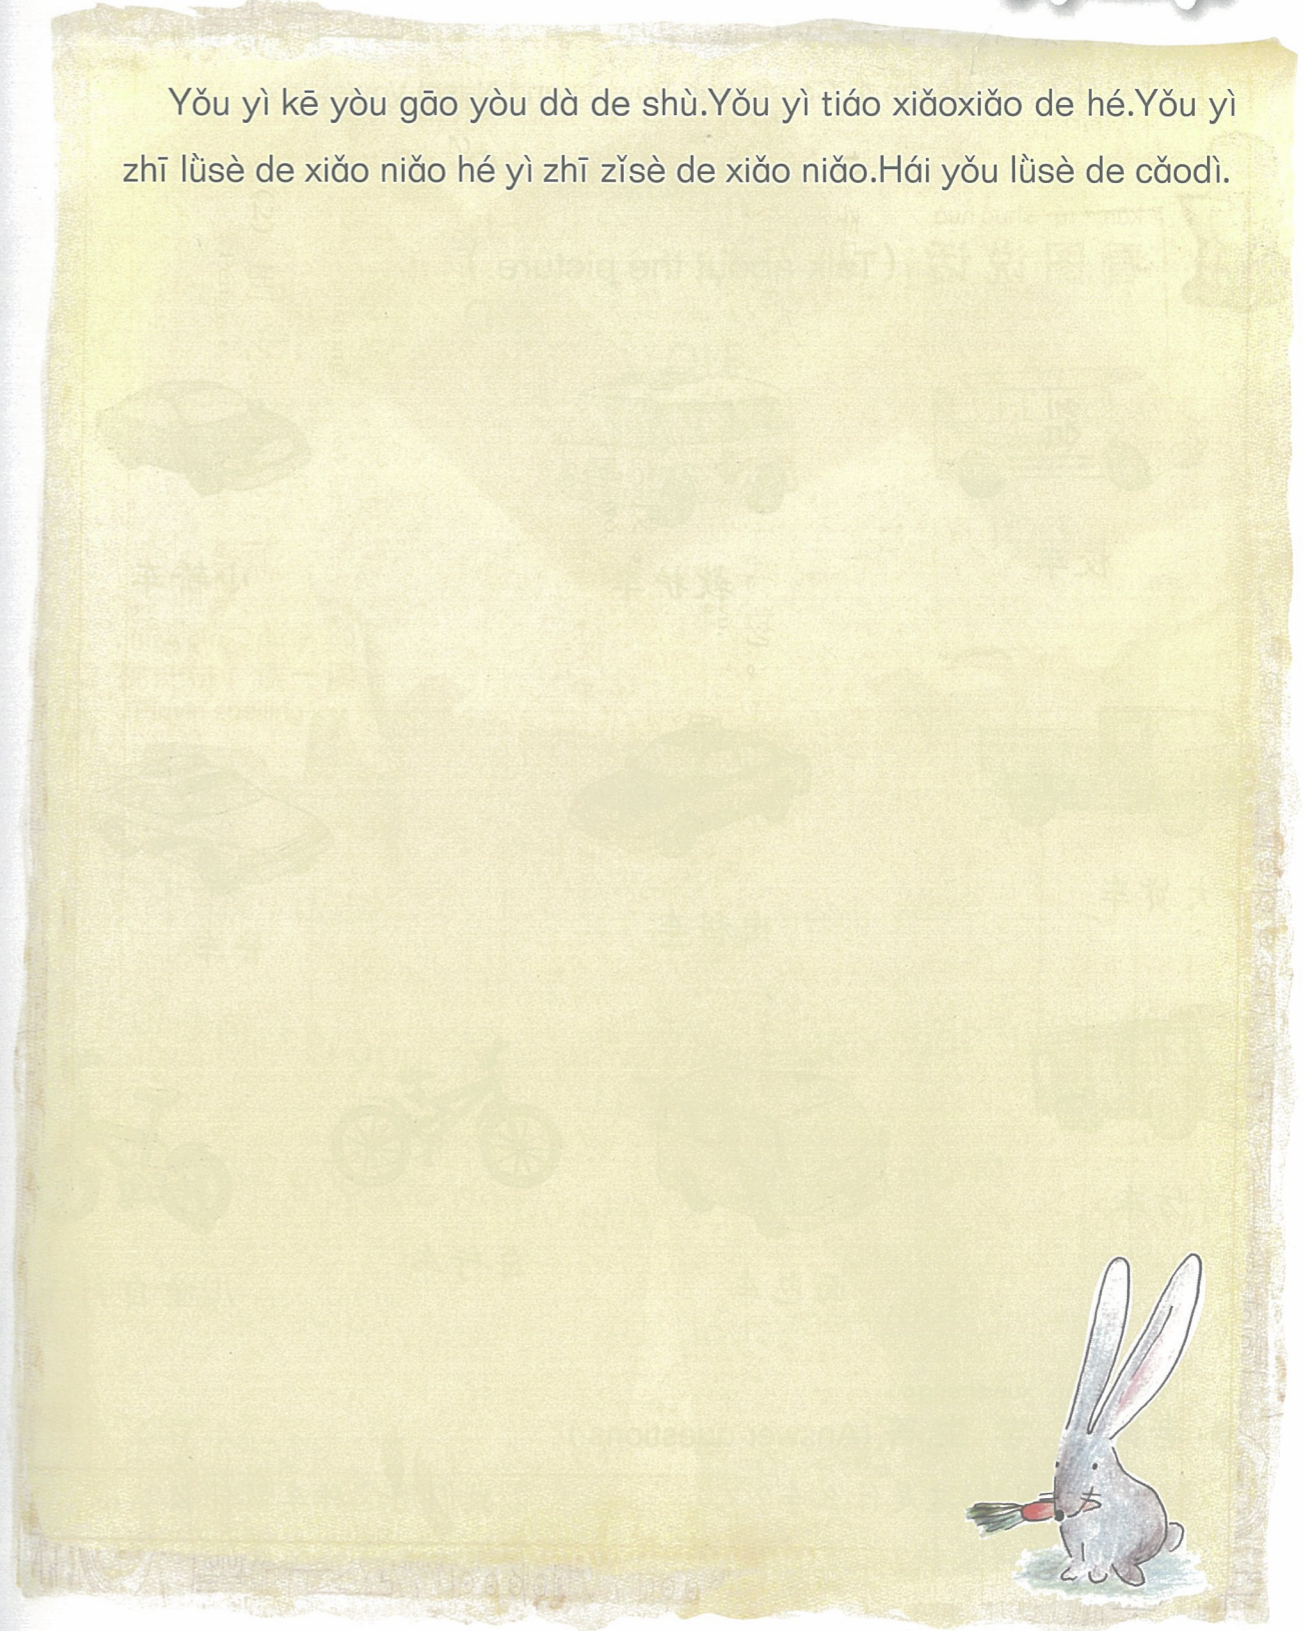 Yǒu yì kē yòu gāo yòu dà de shù.Yǒu yì tiáo xiǎoxiǎo de hé.Yǒu yì
zhī lǜsè de xiǎo niǎo hé yì zhī zǐsè de xiǎo niǎo.Hái yǒu lǜsè de cǎodì.